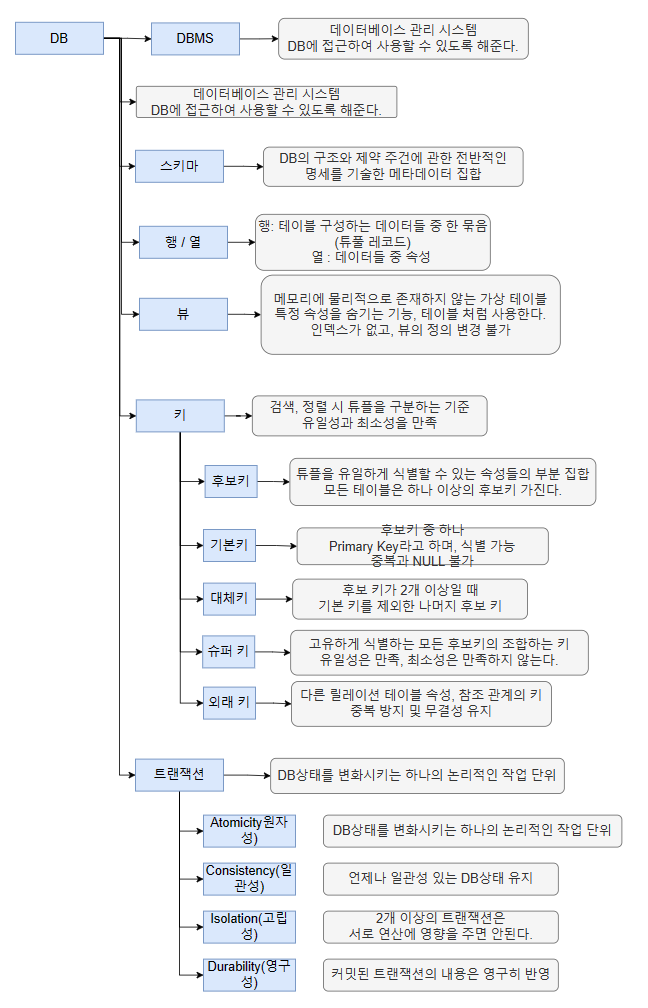 DB
DBMS
데이터베이스 관리 시스템
DB에 접근하여 사용할 수 있도록 해준다.
데이터베이스 관리 시스템
DB에 접근하여 사용할 수 있도록 해준다.
스키마
DB의 구조와 제약 주건에 관한 전반적인
명세를 기술한 메타데이터 집합
행 / 열
행: 테이블 구성하는 데이터들 중 한 묶음
(튜플 레코드)
열 : 데이터들 중 속성
뷰
메모리에 물리적으로 존재하지 않는 가상 테이블
특정 속성을 숨기는 기능, 테이블 처럼 사용한다.
인덱스가 없고, 뷰의 정의 변경 불가
키
검색, 정렬 시 튜플을 구분하는 기준
유일성과 최소성을 만족
후보키
튜플을 유일하게 식별할 수 있는 속성들의 부분 집합
모든 테이블은 하나 이상의 후보키 가진다.
기본키
후보키 중 하나
Primary Key라고 하며, 식별 가능
중복과 NULL 불가
대체키
후보 키가 2개 이상일 때
기본 키를 제외한 나머지 후보 키
슈퍼 키
고유하게 식별하는 모든 후보키의 조합하는 키
유일성은 만족, 최소성은 만족하지 않는다.
외래 키
다른 릴레이션 테이블 속성, 참조 관계의 키
중복 방지 및 무결성 유지
트랜잭션
DB상태를 변화시키는 하나의 논리적인 작업 단위
Atomicity(원자
성)
DB상태를 변화시키는 하나의 논리적인 작업 단위
Consistency(일
관성)
언제나 일관성 있는 DB상태 유지
Isolation(고립
성)
2개 이상의 트랜잭션은
서로 연산에 영향을 주면 안된다.
Durability(영구
성)
커밋된 트랜잭션의 내용은 영구히 반영